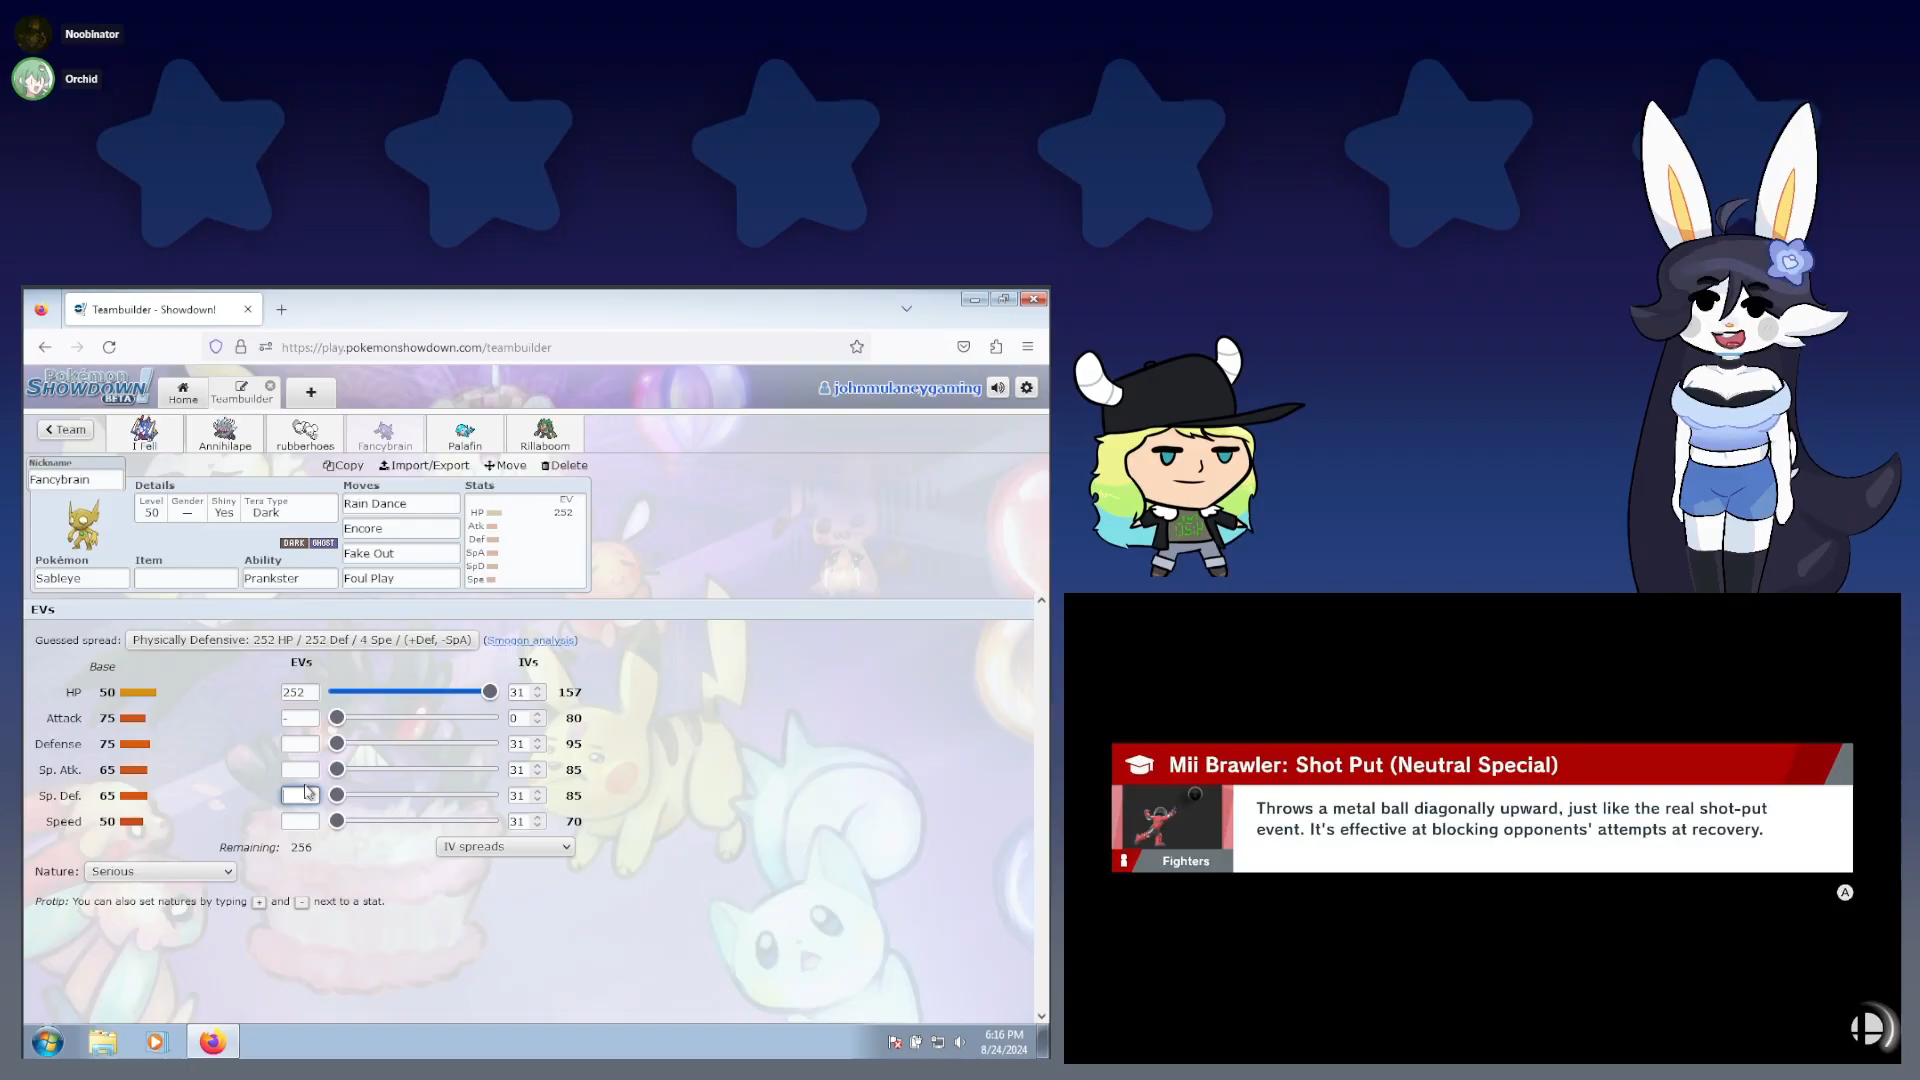 Noobinator
Orchid
Teambuilder - Showdown!
https://play.pokemonshowdown.com/teambuilder
Pokémon
SHOWDOWN!
BETA
Home
Teambuilder
johnmulaneygaming
Team
I Fell
Annihilape
rubberhoes
Fancybrain
Palafin
Rillaboom
Copy
Import/Export
Move
Delete
Nickname
Fancybrain
Details
Moves
Stats
Level
Gender
Shiny
Tera Type
50
—
Yes
Dark
Rain Dance
Encore
Fake Out
Foul Play
EV
HP 252
Atk
Def
SpA
SpD
Spe
DARK GHOST
Pokémon
Item
Ability
Sableye
Prankster
EVs
Guessed spread: Physically Defensive: 252 HP / 252 Def / 4 Spe / (+Def, -SpA) (Smogon analysis)
Base EVs IVs
HP 50 252 31 157
Attack 75 - 0 80
Defense 75 31 95
Sp. Atk. 65 31 85
Sp. Def. 65 31 85
Speed 50 31 70
Remaining: 256 IV spreads
Nature: Serious
Protip: You can also set natures by typing + and - next to a stat.
6:16 PM
8/24/2024
Mii Brawler: Shot Put (Neutral Special)
Throws a metal ball diagonally upward, just like the real shot-put
event. It's effective at blocking opponents' attempts at recovery.
Fighters
A